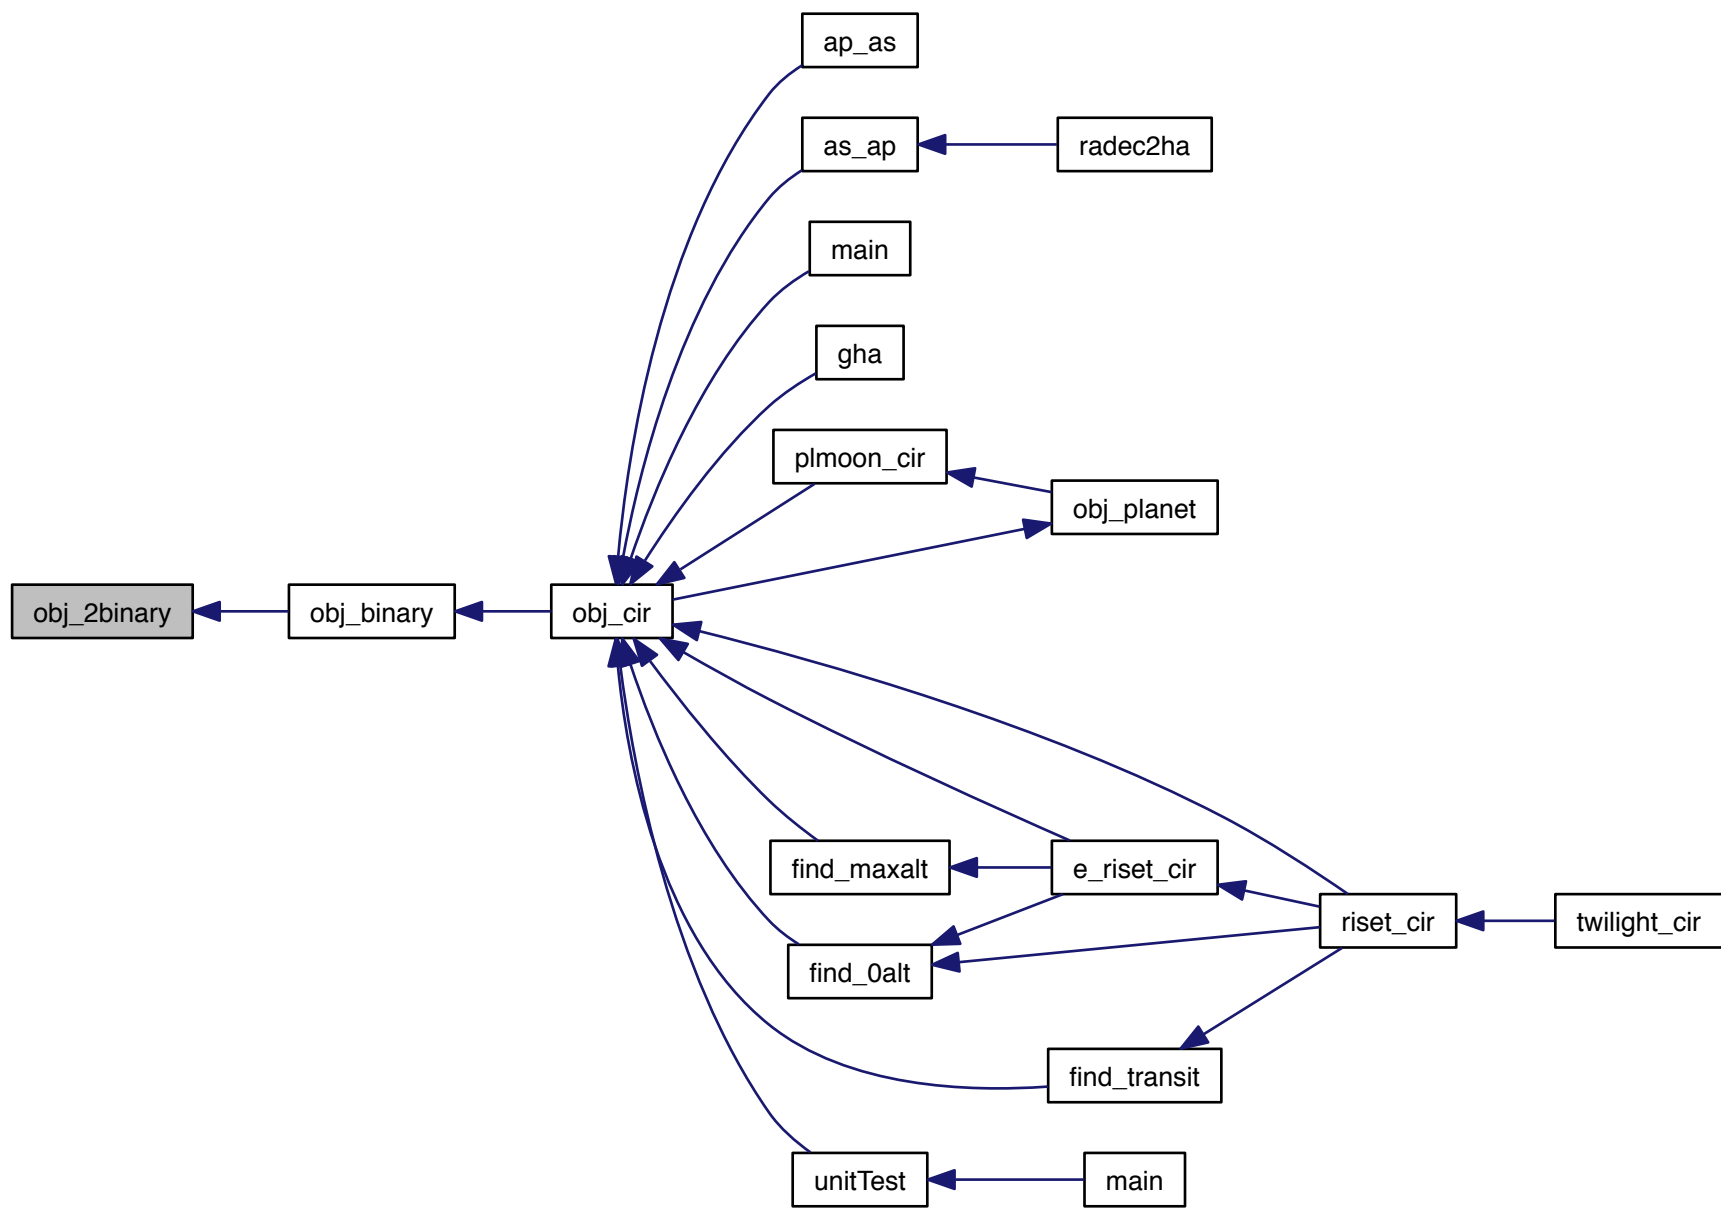 ap_as
as_ap
radec2ha
main
gha
plmoon_cir
obj_planet
obj_2binary
obj_binary
obj_cir
find_maxalt
e_riset_cir
riset_cir
twilight_cir
find_0alt
find_transit
unitTest
main